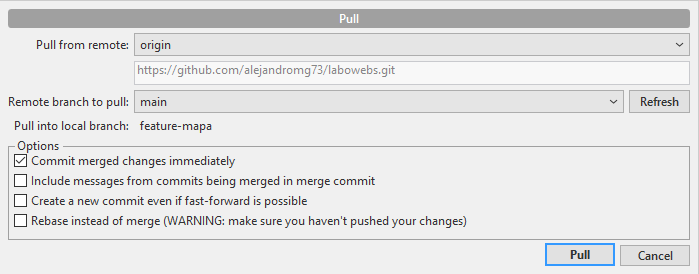 Pull
Pull from remote: origin
https://github.com/alejandromg73/labowebs.git
Remote branch to pull: main Refresh
Pull into local branch: feature-mapa
Options
Commit merged changes immediately
Include messages from commits being merged in merge commit
Create a new commit even if fast-forward is possible
Rebase instead of merge (WARNING: make sure you haven't pushed your changes)
Pull Cancel